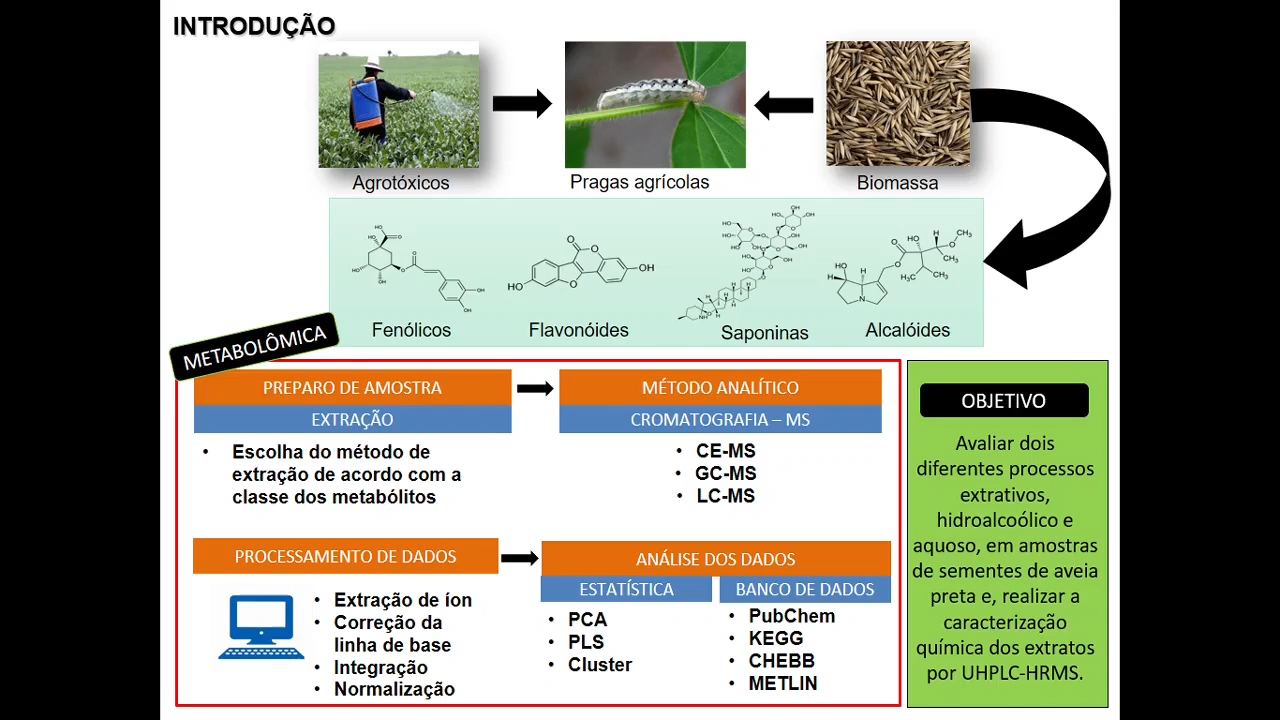 INTRODUÇÃO
Agrotóxicos
Pragas agrícolas
Biomassa
Fenólicos
Flavonóides
Saponinas
Alcalóides
METABOLÔMICA
PREPARO DE AMOSTRA
EXTRAÇÃO
• Escolha do método de
extração de acordo com a
classe dos metabólitos
MÉTODO ANALÍTICO
CROMATOGRAFIA – MS
• CE-MS
• GC-MS
• LC-MS
PROCESSAMENTO DE DADOS
• Extração de íon
• Correção da
linha de base
• Integração
• Normalização
ANÁLISE DOS DADOS
ESTATÍSTICA
• PCA
• PLS
• Cluster
BANCO DE DADOS
• PubChem
• KEGG
• CHEBB
• METLIN
OBJETIVO
Avaliar dois
diferentes processos
extrativos,
hidroalcoólico e
aquoso, em amostras
de sementes de aveia
preta e, realizar a
caracterização
química dos extratos
por UHPLC-HRMS.